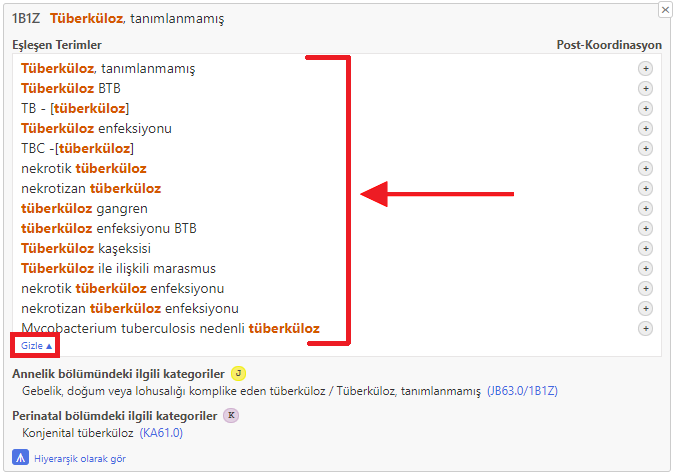 1B1Z Tüberküloz, tanımlanmamış
Eşleşen Terimler Post-Koordinasyon
Tüberküloz, tanımlanmamış
Tüberküloz BTB
TB - [tüberküloz]
Tüberküloz enfeksiyonu
TBC -[tüberküloz]
nekrotik tüberküloz
nekrotizan tüberküloz
tüberküloz gangren
tüberküloz enfeksiyonu BTB
Tüberküloz kaşeksisi
Tüberküloz ile ilişkili marasmus
nekrotik tüberküloz enfeksiyonu
nekrotizan tüberküloz enfeksiyonu
Mycobacterium tuberculosis nedenli tüberküloz
Gizle ▲
Annelik bölümündeki ilgili kategoriler J
Gebelik, doğum veya lohusalığı komplike eden tüberküloz / Tüberküloz, tanımlanmamış (JB63.0/1B1Z)
Perinatal bölümdeki ilgili kategoriler K
Konjenital tüberküloz (KA61.0)
Hiyerarşik olarak gör